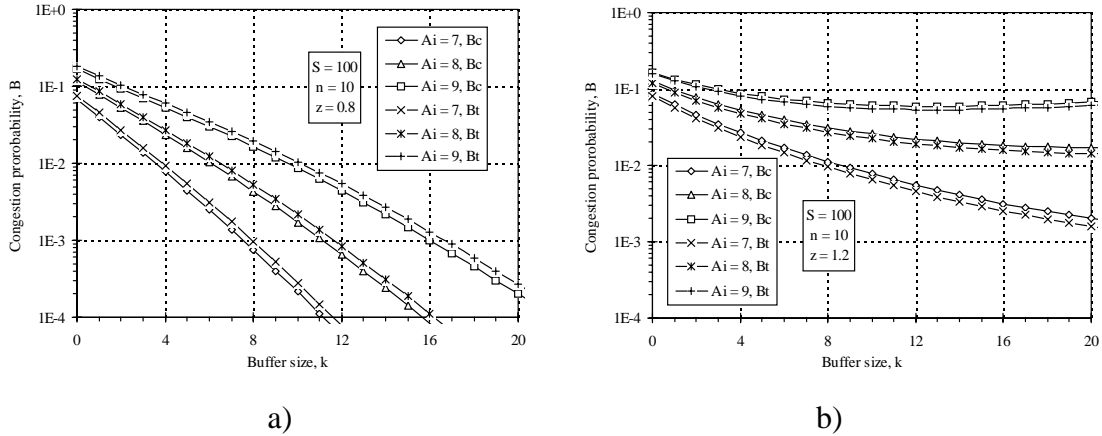 1E+0
1E-1
1E-2
1E-3
1E-4
Congestion prorobability, B
0 4 8 12 16 20
Buffer size, k
S = 100
n = 10
z = 0.8
Ai = 7, Bc
Ai = 8, Bc
Ai = 9, Bc
Ai = 7, Bt
Ai = 8, Bt
Ai = 9, Bt
a)
1E+0
1E-1
1E-2
1E-3
1E-4
Congestion prorobability, B
0 4 8 12 16 20
Buffer size, k
Ai = 7, Bc
Ai = 8, Bc
Ai = 9, Bc
Ai = 7, Bt
Ai = 8, Bt
Ai = 9, Bt
S = 100
n = 10
z = 1.2
b)